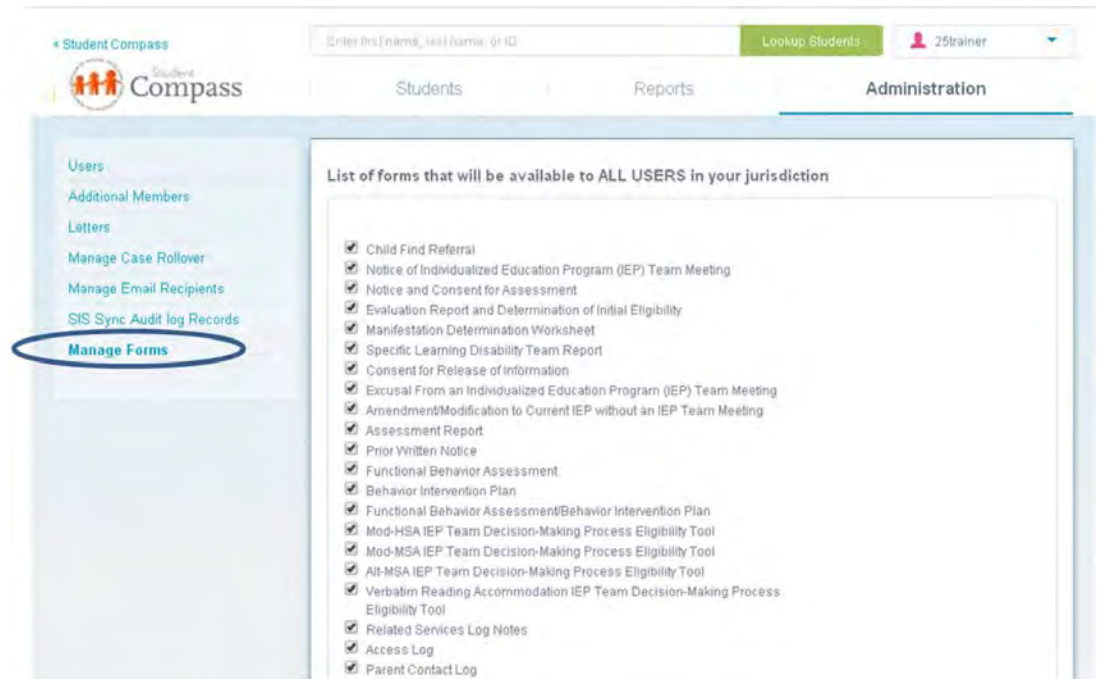 « Student Compass
Enter first name, last name, or ID
Lookup Students
25trainer
Student
Compass
Students
Reports
Administration
Users
Additional Members
Letters
Manage Case Rollover
Manage Email Recipients
SIS Sync Audit log Records
Manage Forms
List of forms that will be available to ALL USERS in your jurisdiction
Child Find Referral
Notice of Individualized Education Program (IEP) Team Meeting
Notice and Consent for Assessment
Evaluation Report and Determination of Initial Eligibility
Manifestation Determination Worksheet
Specific Learning Disability Team Report
Consent for Release of Information
Excusal From an Individualized Education Program (IEP) Team Meeting
Amendment/Modification to Current IEP without an IEP Team Meeting
Assessment Report
Prior Written Notice
Functional Behavior Assessment
Behavior Intervention Plan
Functional Behavior Assessment/Behavior Intervention Plan
Mod-HSA IEP Team Decision-Making Process Eligibility Tool
Mod-MSA IEP Team Decision-Making Process Eligibility Tool
Alt-MSA IEP Team Decision-Making Process Eligibility Tool
Verbatim Reading Accommodation IEP Team Decision-Making Process
Eligibility Tool
Related Services Log Notes
Access Log
Parent Contact Log